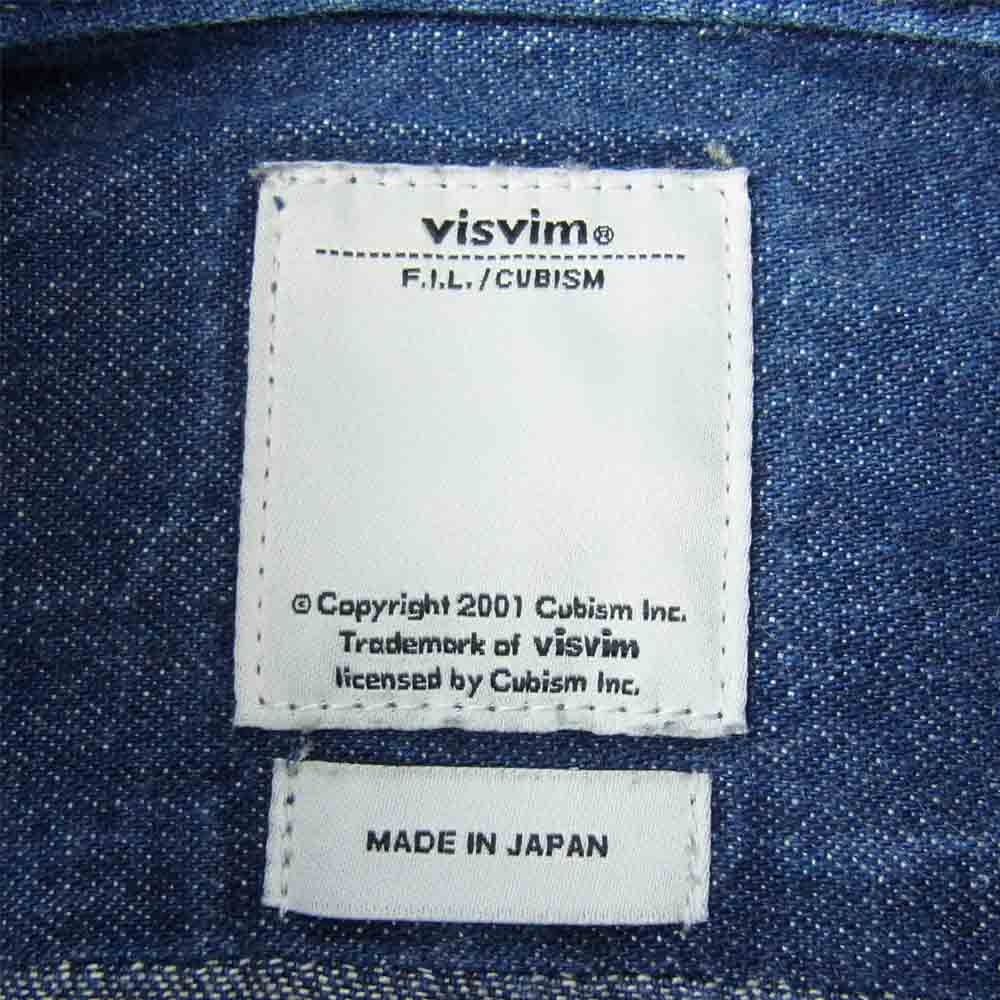 visvim®
F.I.L./CUBISM
© Copyright 2001 Cubism Inc.
Trademark of visvim
licensed by Cubism Inc.
MADE IN JAPAN